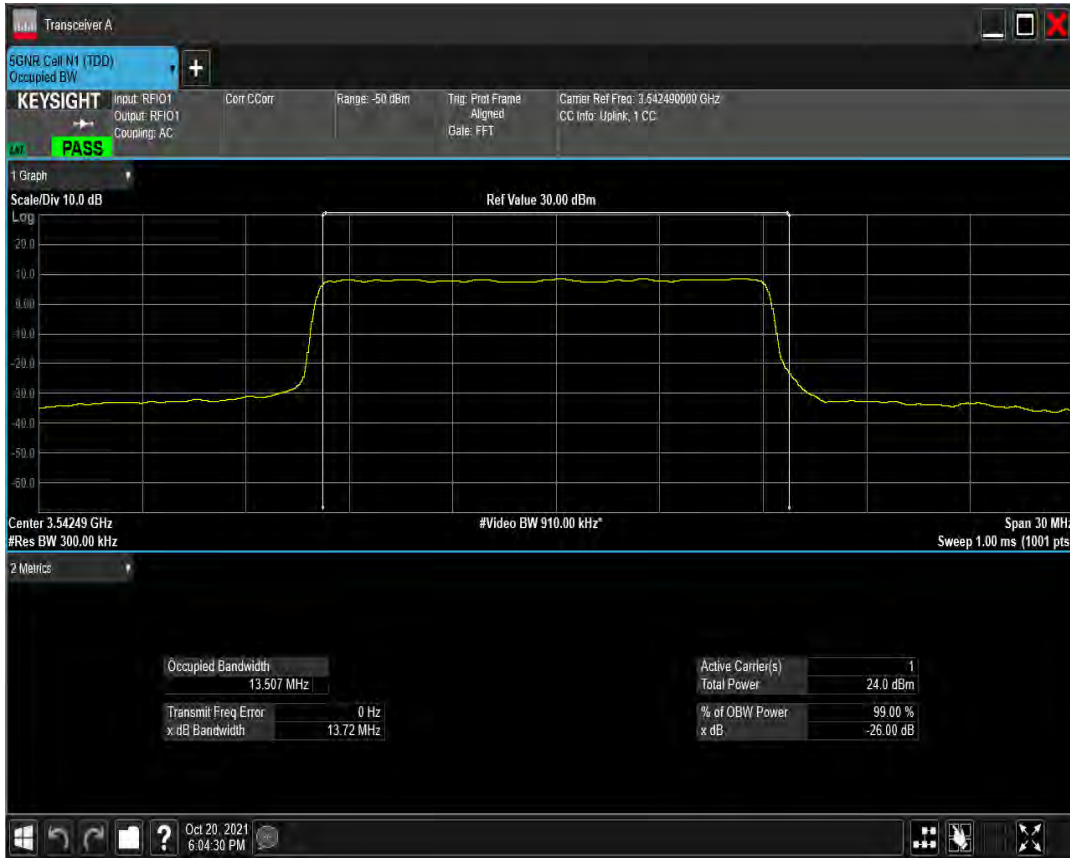 Transceiver A
5GNR Cell N1 (TDD)
Occupied BW
+
KEYSIGHT
Input: RFIO1
Output: RFIO1
Coupling: AC
Corr CCorr
Range: -50 dBm
Trig: Prot Frame
Aligned
Gate: FFT
Carrier Ref Freq: 3.542490000 GHz
CC Info: Uplink, 1 CC
PASS
1 Graph
Scale/Div 10.0 dB
Ref Value 30.00 dBm
Log
20.0
10.0
0.00
-10.0
-20.0
-30.0
-40.0
-50.0
-60.0
Center 3.54249 GHz
#Video BW 910.00 kHz*
Span 30 MHz
#Res BW 300.00 kHz
Sweep 1.00 ms (1001 pts
2 Metrics
Occupied Bandwidth
13.507 MHz
Transmit Freq Error 0 Hz
x dB Bandwidth 13.72 MHz
Active Carrier(s) 1
Total Power 24.0 dBm
% of OBW Power 99.00 %
x dB -26.00 dB
?
Oct 20, 2021
6:04:30 PM